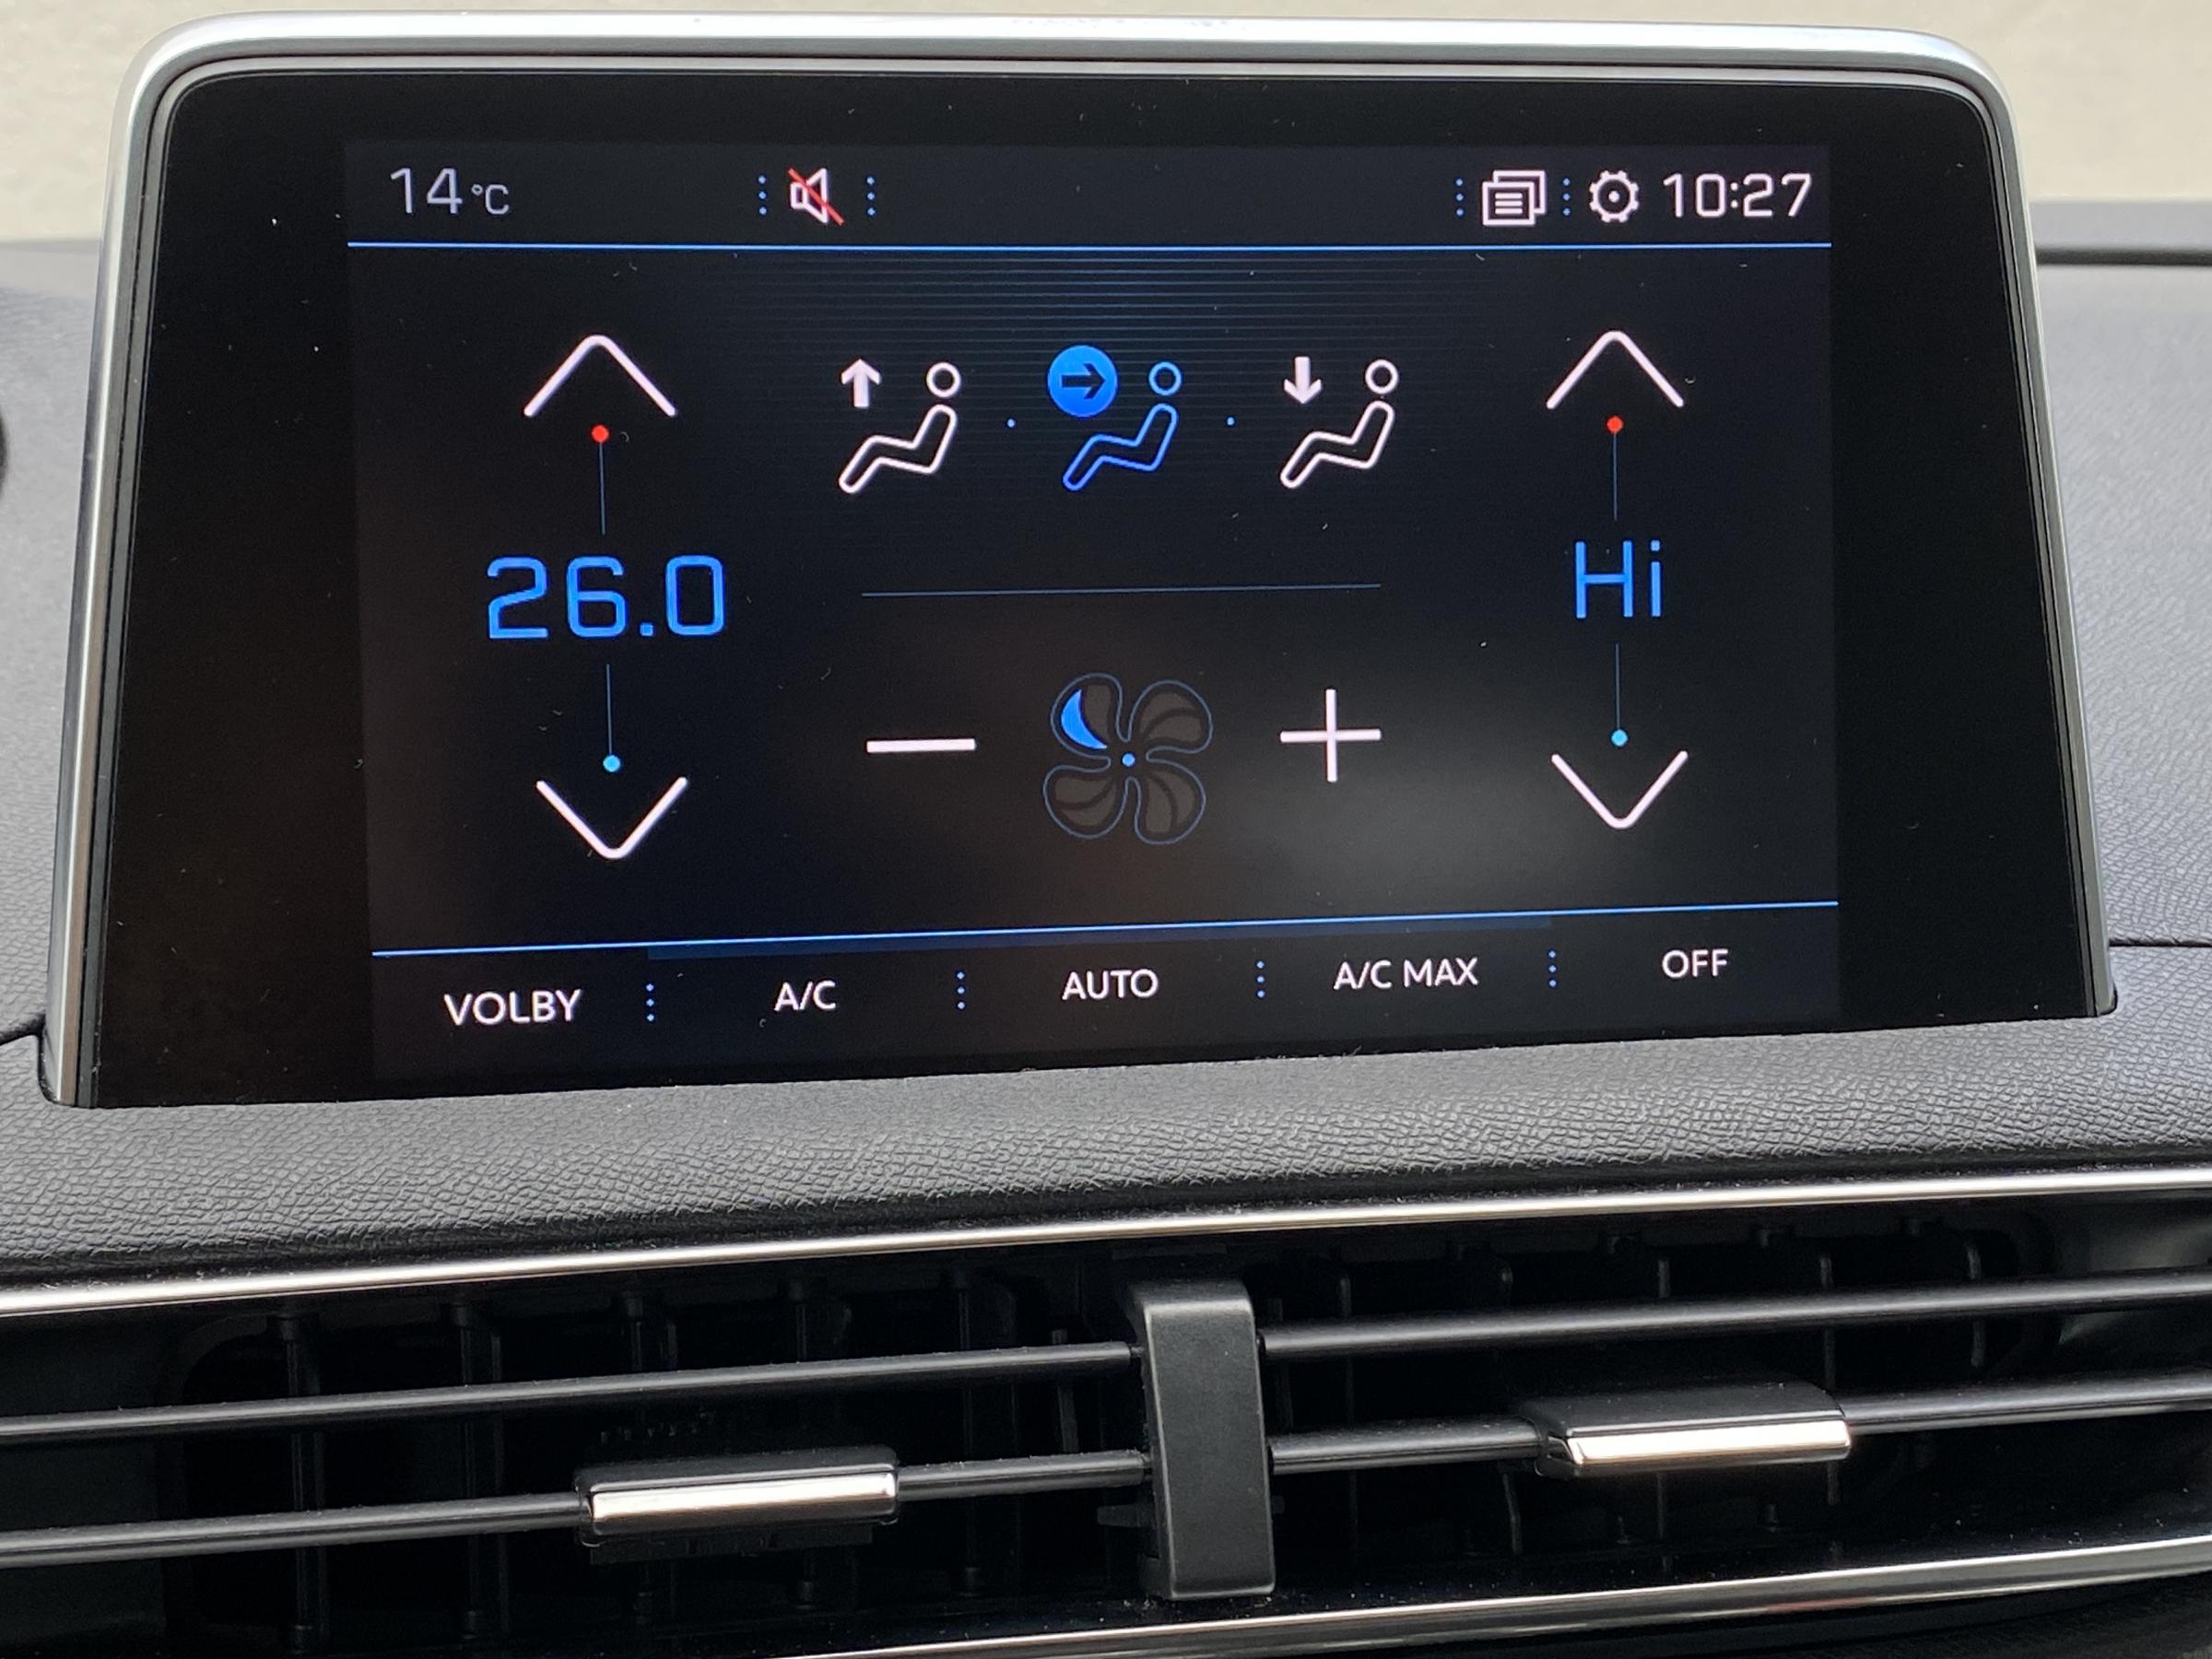 14°C
10:27
26.0
Hi
VOLBY
A/C
AUTO
A/C MAX
OFF